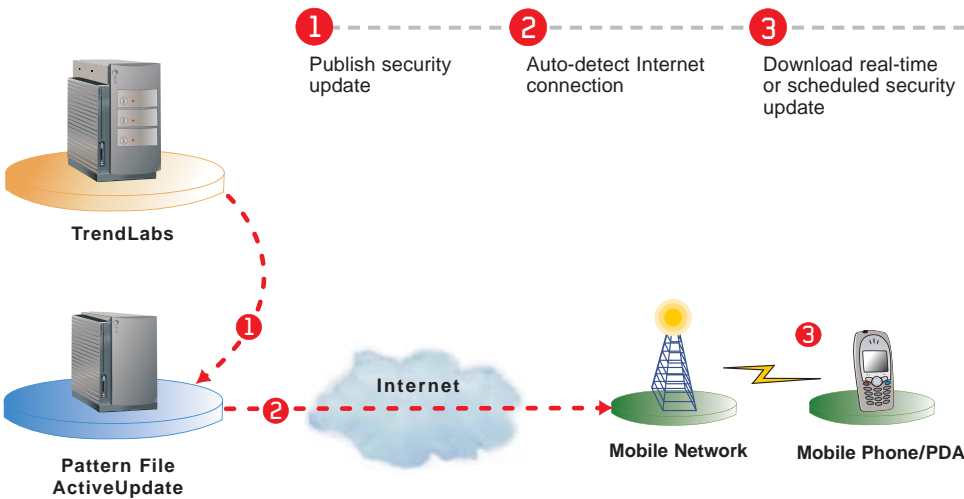 1
2
3
Publish security
update
Auto-detect Internet
connection
Download real-time
or scheduled security
update
TrendLabs
1
Internet
2
3
Mobile Network
Mobile Phone/PDA
Pattern File
ActiveUpdate